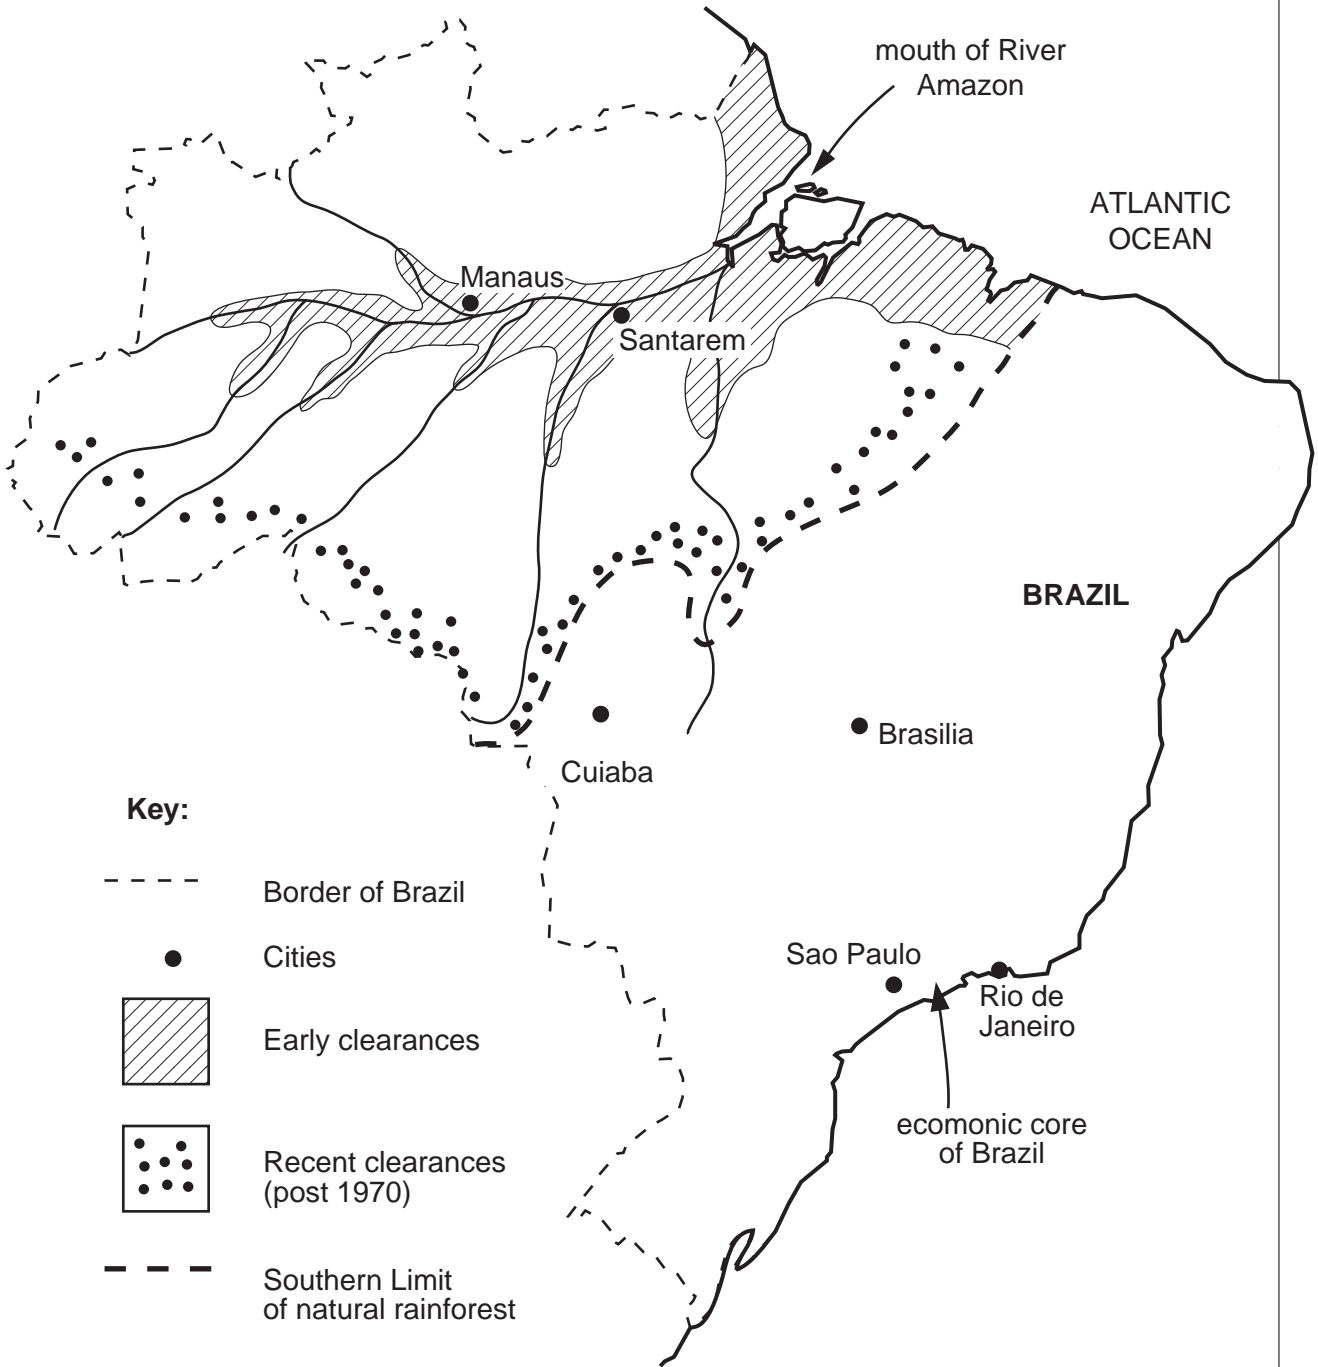 mouth of River
Amazon
ATLANTIC
OCEAN
Manaus
Santarem
BRAZIL
Brasilia
Cuiaba
Key:
Border of Brazil
Cities
Sao Paulo
Rio de
Janeiro
Early clearances
ecomonic core
of Brazil
Recent clearances
(post 1970)
Southern Limit
of natural rainforest